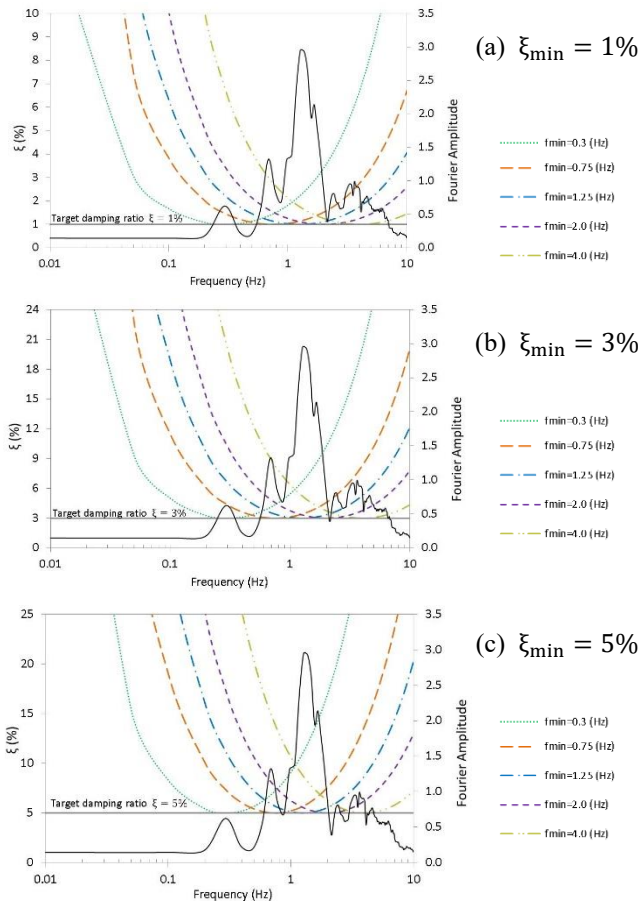 (a) ξmin = 1%
ξ (%)
10
9
8
7
6
5
4
3
2
1
0
Target damping ratio ξ = 1%
0.01 0.1 1 10
Frequency (Hz)
3.5
3.0
2.5
2.0
1.5
1.0
0.5
0.0
Fourier Amplitude
fmin=0.3 (Hz)
fmin=0.75 (Hz)
fmin=1.25 (Hz)
fmin=2.0 (Hz)
fmin=4.0 (Hz)
(b) ξmin = 3%
ξ (%)
24
21
18
15
12
9
6
3
0
Target damping ratio ξ = 3%
0.01 0.1 1 10
Frequency (Hz)
3.5
3.0
2.5
2.0
1.5
1.0
0.5
0.0
Fourier Amplitude
fmin=0.3 (Hz)
fmin=0.75 (Hz)
fmin=1.25 (Hz)
fmin=2.0 (Hz)
fmin=4.0 (Hz)
(c) ξmin = 5%
ξ (%)
25
20
15
10
5
0
Target damping ratio ξ = 5%
0.01 0.1 1 10
Frequency (Hz)
3.5
3.0
2.5
2.0
1.5
1.0
0.5
0.0
Fourier Amplitude
fmin=0.3 (Hz)
fmin=0.75 (Hz)
fmin=1.25 (Hz)
fmin=2.0 (Hz)
fmin=4.0 (Hz)